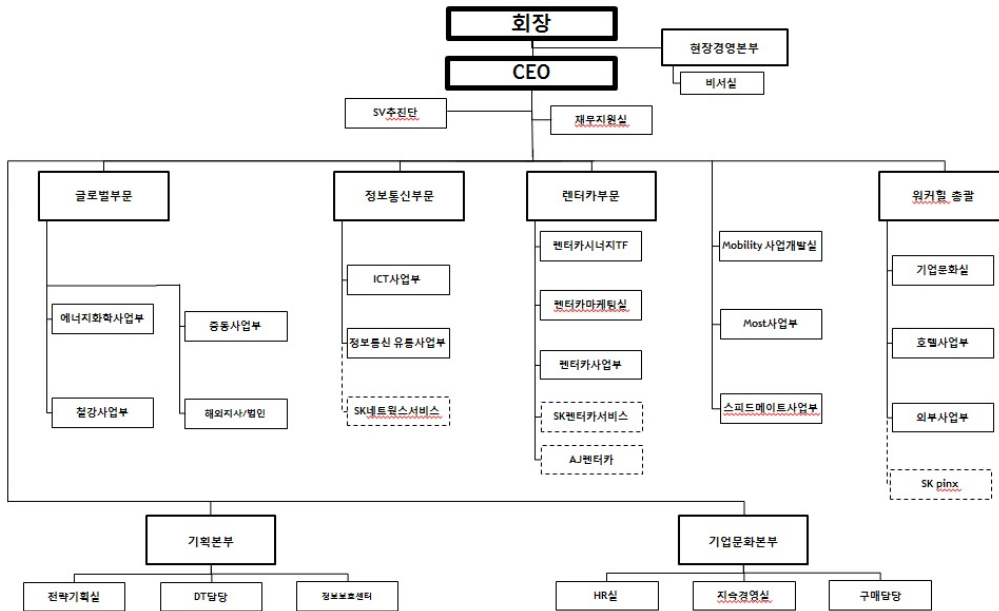 회장
현장경영본부
CEO
비서실
SV추진단
재무지원실
글로벌부문
정보통신부문
렌터카부문
워커힐 총괄
렌터카시너지TF
Mobility 사업개발실
기업문화실
ICT사업부
에너지화학사업부
중동사업부
렌터카마케팅실
Most사업부
정보통신 유통사업부
호텔사업부
렌터카사업부
철강사업부
해외지사/법인
SK네트웍스서비스
SK렌터카서비스
스피드메이트사업부
외부사업부
AJ렌터카
SK pinx
기획본부
기업문화본부
전략기획실
DT담당
정보보호센터
HR실
지속경영실
구매담당